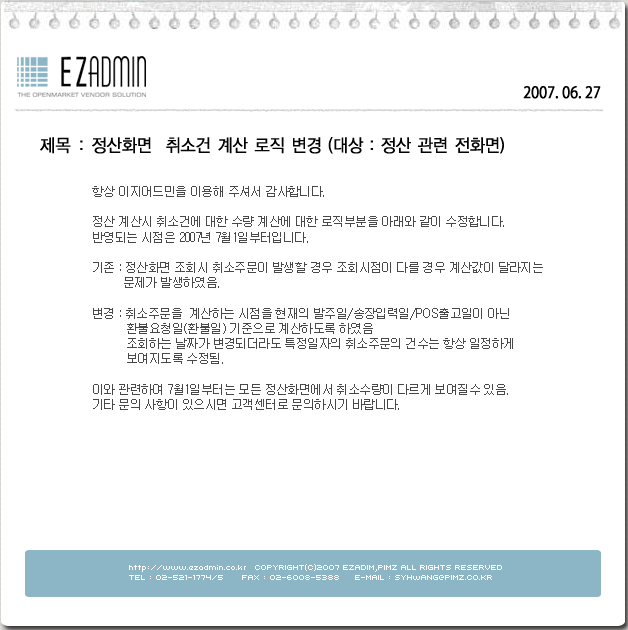 EZADMIN
THE OPENMARKET VENDOR SOLUTION
2007. 06. 27
제목 : 정산화면 취소건 계산 로직 변경 (대상 : 정산 관련 전화면)
항상 이지어드민을 이용해 주셔서 감사합니다.
정산 계산시 취소건에 대한 수량 계산에 대한 로직부분을 아래와 같이 수정합니다.
반영되는 시점은 2007년 7월 1일부터입니다.
기존 : 정산화면 조회시 취소주문이 발생할 경우 조회시점이 다를 경우 계산값이 달라지는
문제가 발생하였음.
변경 : 취소주문을 계산하는 시점을 현재의 발주일/송장입력일/POS출고일이 아닌
환불요청일(환불일) 기준으로 계산하도록 하였음
조회하는 날짜가 변경되더라도 특정일자의 취소주문의 건수는 항상 일정하게
보여지도록 수정됨.
이와 관련하여 7월1일부터는 모든 정산화면에서 취소수량이 다르게 보여질 수 있음.
기타 문의 사항이 있으시면 고객센터로 문의하시기 바랍니다.
http://www.ezadmin.co.kr COPYRIGHT(C)2007 EZADIM,PIMZ ALL RIGHTS RESERVED
TEL : 02-521-1774/5 FAX : 02-6008-5388 E-MAIL : SYHWANG@PIMZ.CO.KR